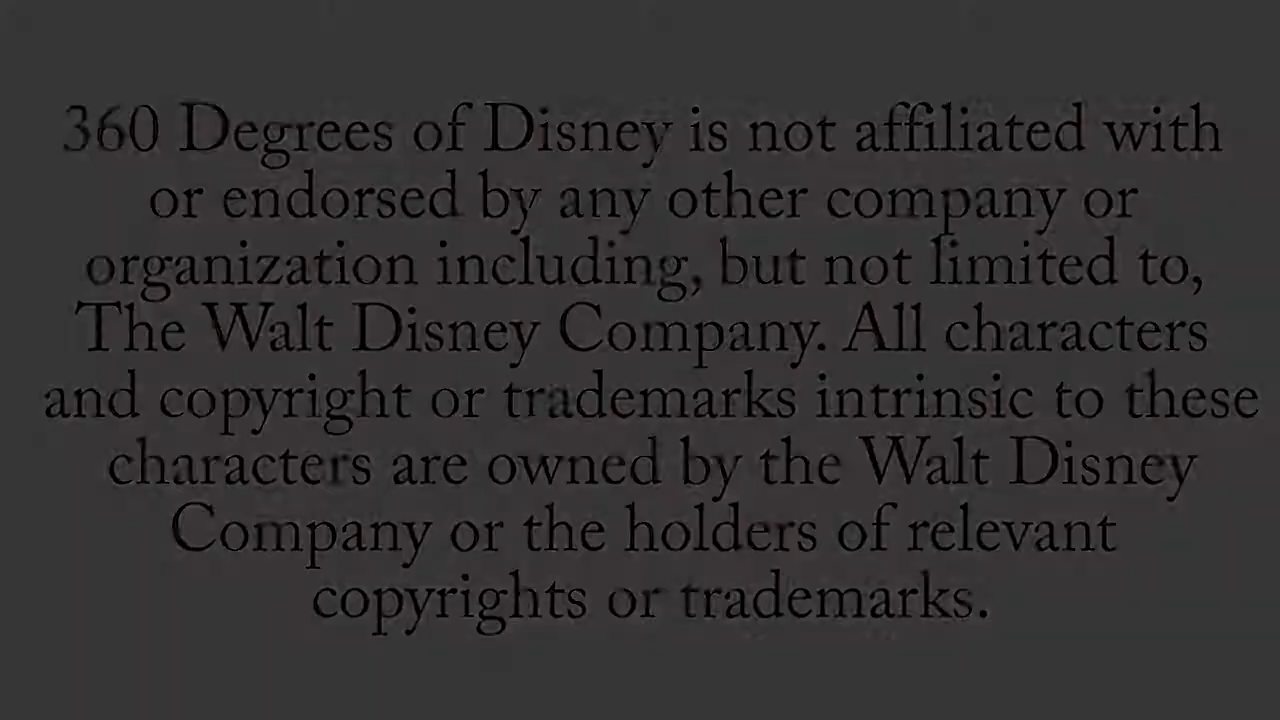 360 Degrees of Disney is not affiliated with
or endorsed by any other company or
organization including, but not limited to,
The Walt Disney Company. All characters
and copyright or trademarks intrinsic to these
characters are owned by the Walt Disney
Company or the holders of relevant
copyrights or trademarks.